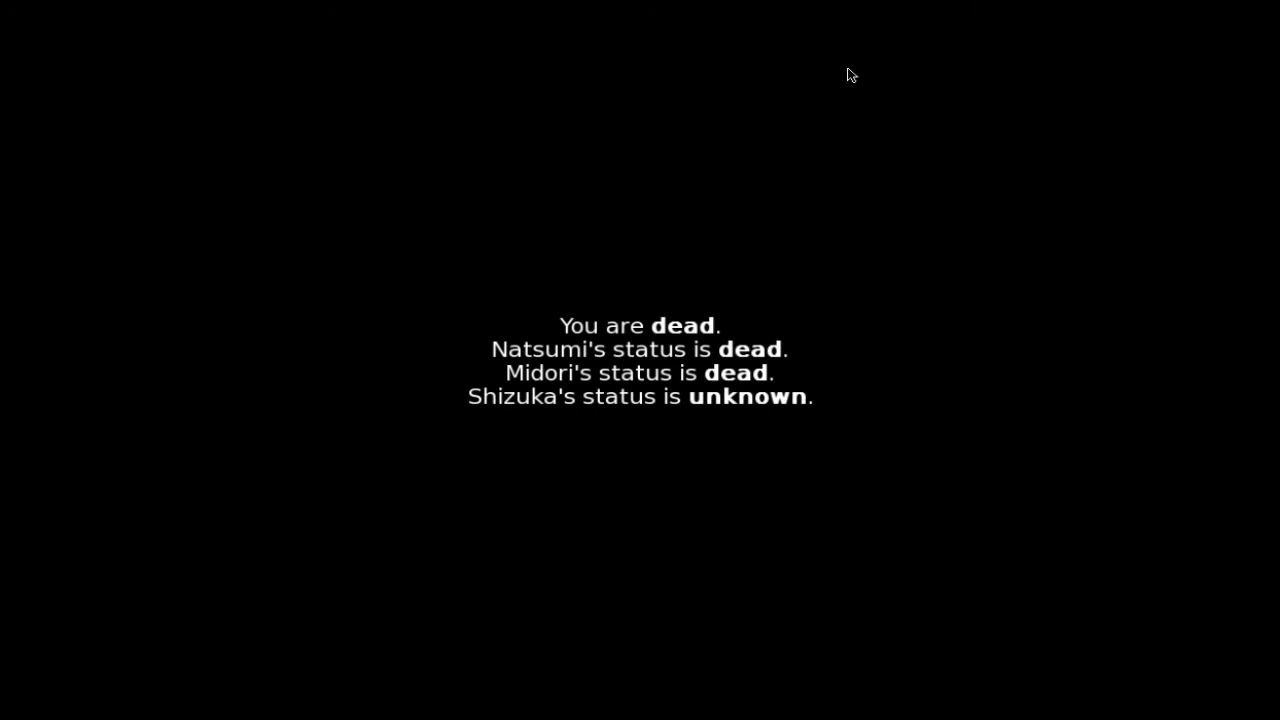 You are dead.
Natsumi's status is dead.
Midori's status is dead.
Shizuka's status is unknown.